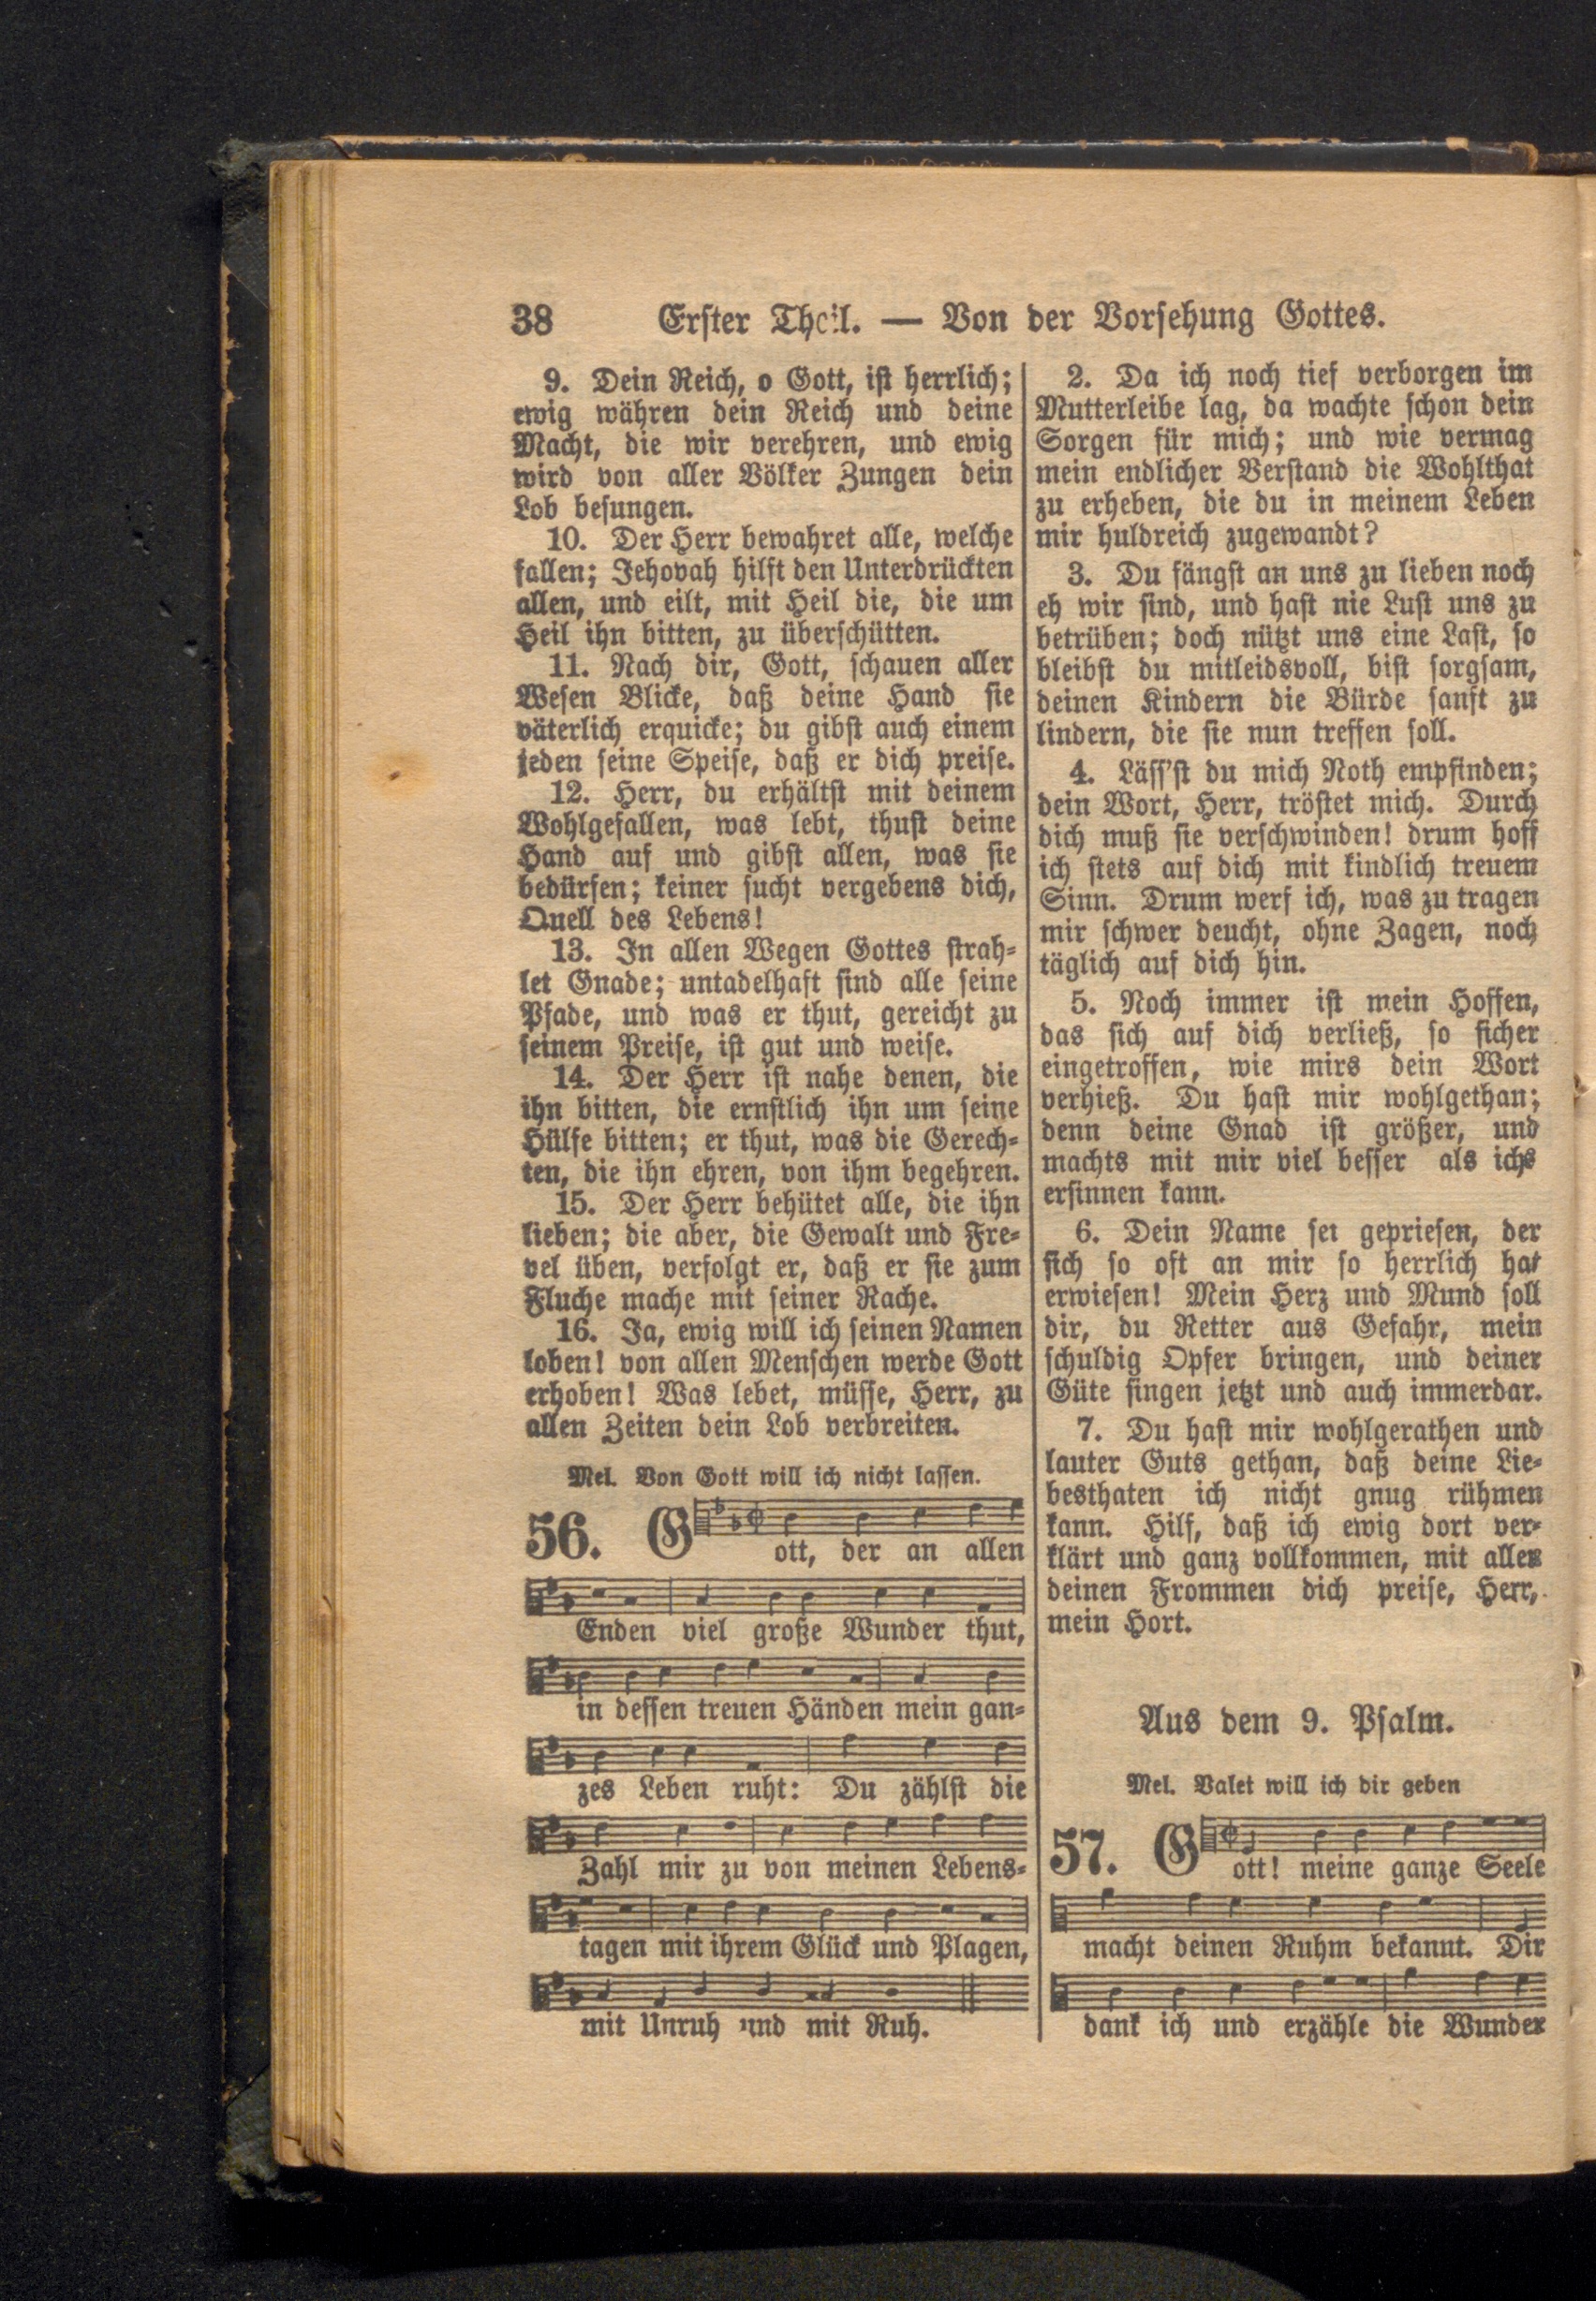 38 Erster Theil. — Von der Vorsehung Gottes.
9. Dein Reich, o Gott, ist herrlich;
ewig währen dein Reich und deine
Macht, die wir verehren, und ewig
wird von aller Völker Zungen dein
Lob besungen.
10. Der Herr bewahret alle, welche
fallen; Jehovah hilft den Unterdrückten
allen, und eilt, mit Heil die, die um
Heil ihn bitten, zu überschütten.
11. Nach dir, Gott, schauen aller
Wesen Blicke, daß deine Hand sie
väterlich erquicke; du gibst auch einem
jeden seine Speise, daß er dich preise.
12. Herr, du erhältst mit deinem
Wohlgefallen, was lebt, thust deine
Hand auf und gibst allen, was sie
bedürfen; keiner sucht vergebens dich,
Quell des Lebens!
13. In allen Wegen Gottes strah-
let Gnade; untadelhaft sind alle seine
Pfade, und was er thut, gereicht zu
seinem Preise, ist gut und weise.
14. Der Herr ist nahe denen, die
ihn bitten, die ernstlich ihn um seine
Hülfe bitten; er thut, was die Gerech-
ten, die ihn ehren, von ihm begehren.
15. Der Herr behütet alle, die ihn
lieben; die aber, die Gewalt und Fre-
vel üben, verfolgt er, daß er sie zum
Fluche mache mit seiner Rache.
16. Ja, ewig will ich seinen Namen
loben! von allen Menschen werde Gott
erhoben! Was lebet, müsse, Herr, zu
allen Zeiten dein Lob verbreiten.
Mel. Von Gott will ich nicht lassen.
56. Gott, der an allen
Enden viel große Wunder thut,
in dessen treuen Händen mein gan-
zes Leben ruht: Du zählst die
Zahl mir zu von meinen Lebens-
tagen mit ihrem Glück und Plagen,
mit Unruh und mit Ruh.
2. Da ich noch tief verborgen im
Mutterleibe lag, da wachte schon dein
Sorgen für mich; und wie vermag
mein endlicher Verstand die Wohlthat
zu erheben, die du in meinem Leben
mir huldreich zugewandt?
3. Du fängst an uns zu lieben noch
eh wir sind, und hast nie Lust uns zu
betrüben; doch nützt uns eine Last, so
bleibst du mitleidsvoll, bist sorgsam,
deinen Kindern die Bürde sanft zu
lindern, die sie nun treffen soll.
4. Läss'st du mich Noth empfinden;
dein Wort, Herr, tröstet mich. Durch
dich muß sie verschwinden! drum hoff
ich stets auf dich mit kindlich treuem
Sinn. Drum werf ich, was zu tragen
mir schwer deucht, ohne Zagen, noch
täglich auf dich hin.
5. Noch immer ist mein Hoffen,
das sich auf dich verließ, so sicher
eingetroffen, wie mirs dein Wort
verhieß. Du hast mir wohlgethan;
denn deine Gnad ist größer, und
machts mit mir viel besser als ichs
ersinnen kann.
6. Dein Name sei gepriesen, der
sich so oft an mir so herrlich hat
erwiesen! Mein Herz und Mund soll
dir, du Retter aus Gefahr, mein
schuldig Opfer bringen, und deiner
Güte singen jetzt und auch immerdar.
7. Du hast mir wohlgerathen und
lauter Guts gethan, daß deine Lie-
besthaten ich nicht gnug rühmen
kann. Hilf, daß ich ewig dort ver-
klärt und ganz vollkommen, mit allen
deinen Frommen dich preise, Herr,
mein Hort.
Aus dem 9. Psalm.
Mel. Valet will ich dir geben
57. Gott! meine ganze Seele
macht deinen Ruhm bekannt. Dir
dank ich und erzähle die Wunder